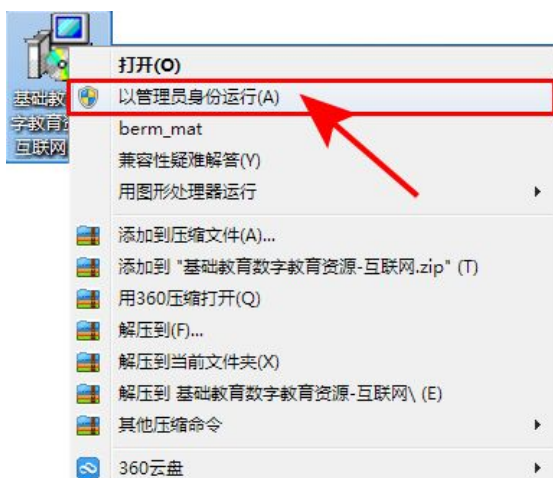 基础教
字教育
互联网
打开(O)
以管理员身份运行(A)
berm_mat
兼容性疑难解答(Y)
用图形处理器运行
添加到压缩文件(A)...
添加到 "基础教育数字教育资源-互联网.zip" (T)
用360压缩打开(Q)
解压到(F)...
解压到当前文件夹(X)
解压到 基础教育数字教育资源-互联网\ (E)
其他压缩命令
360云盘